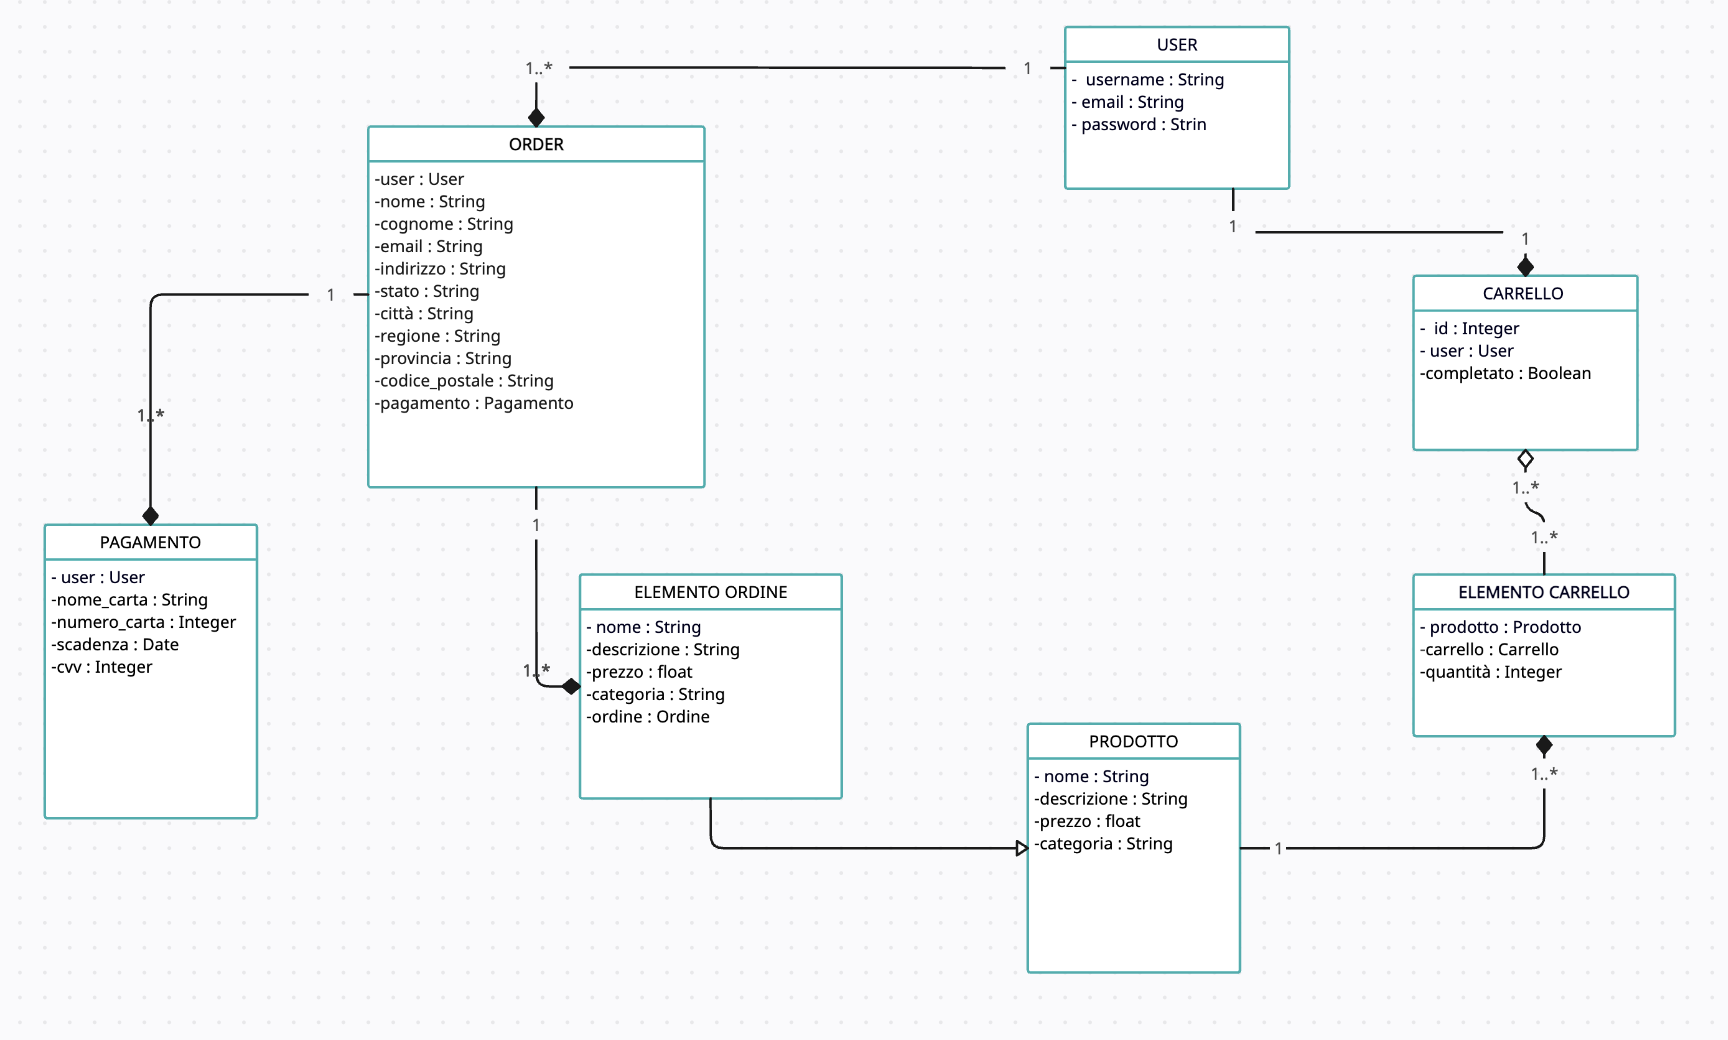 USER
-  username : String
- email : String
- password : Strin
1..*
1
ORDER
-user : User
-nome : String
-cognome : String
-email : String
-indirizzo : String
-stato : String
-città : String
-regione : String
-provincia : String
-codice_postale : String
-pagamento : Pagamento
1
1
CARRELLO
-  id : Integer
- user : User
-completato : Boolean
1
1..*
1..*
1..*
PAGAMENTO
- user : User
-nome_carta : String
-numero_carta : Integer
-scadenza : Date
-cvv : Integer
1
1..*
ELEMENTO ORDINE
- nome : String
-descrizione : String
-prezzo : float
-categoria : String
-ordine : Ordine
ELEMENTO CARRELLO
- prodotto : Prodotto
-carrello : Carrello
-quantità : Integer
PRODOTTO
- nome : String
-descrizione : String
-prezzo : float
-categoria : String
1..*
1